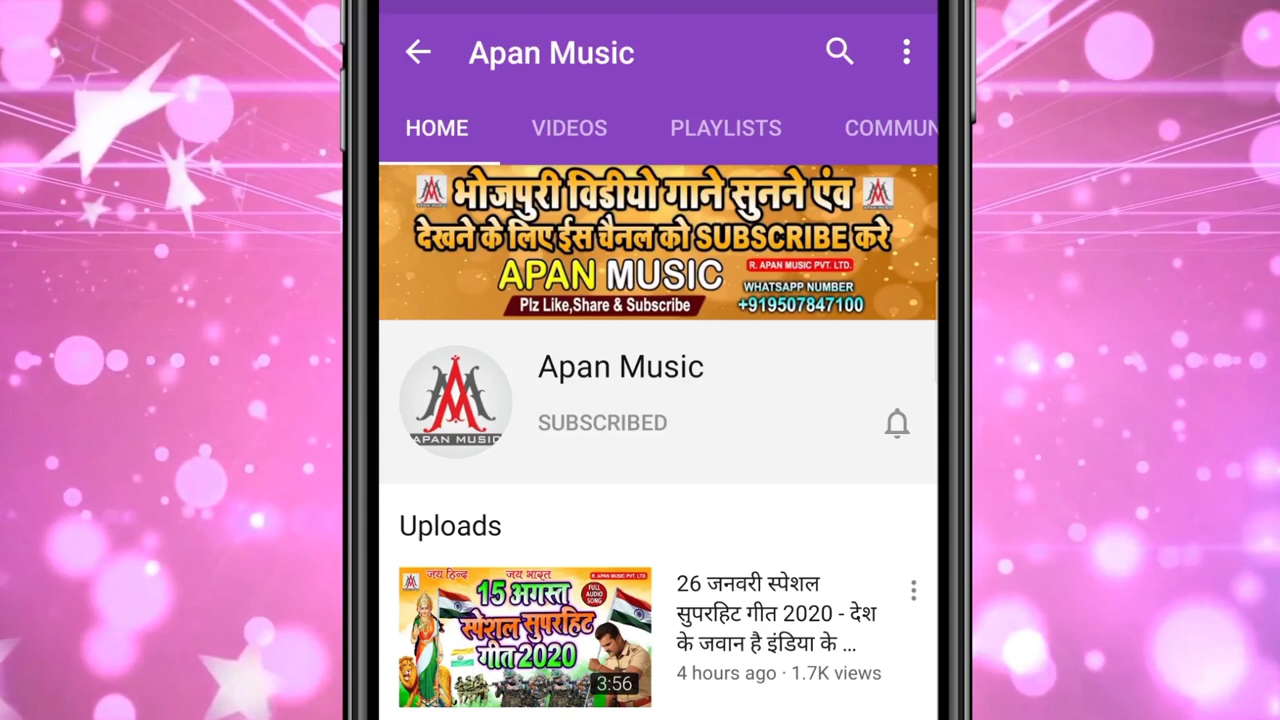 Apan Music
HOME VIDEOS PLAYLISTS COMMUN
भोजपुरी विडीयो गाने सुनने एंव
देखने के लिए ईस चैनल को SUBSCRIBE करे
APAN MUSIC
R. APAN MUSIC PVT. LTD.
WHATSAPP NUMBER
Plz Like,Share & Subscribe
+919507847100
Apan Music
SUBSCRIBED
APAN MUSIC
Uploads
जय हिन्द जय भारत
R. APAN MUSIC PVT. LTD
15 अगस्त
FULL AUDIO SONG
स्पेशल सुपरहिट
गीत 2020
3:56
26 जनवरी स्पेशल
सुपरहिट गीत 2020 - देश
के जवान है इंडिया के ...
4 hours ago · 1.7K views